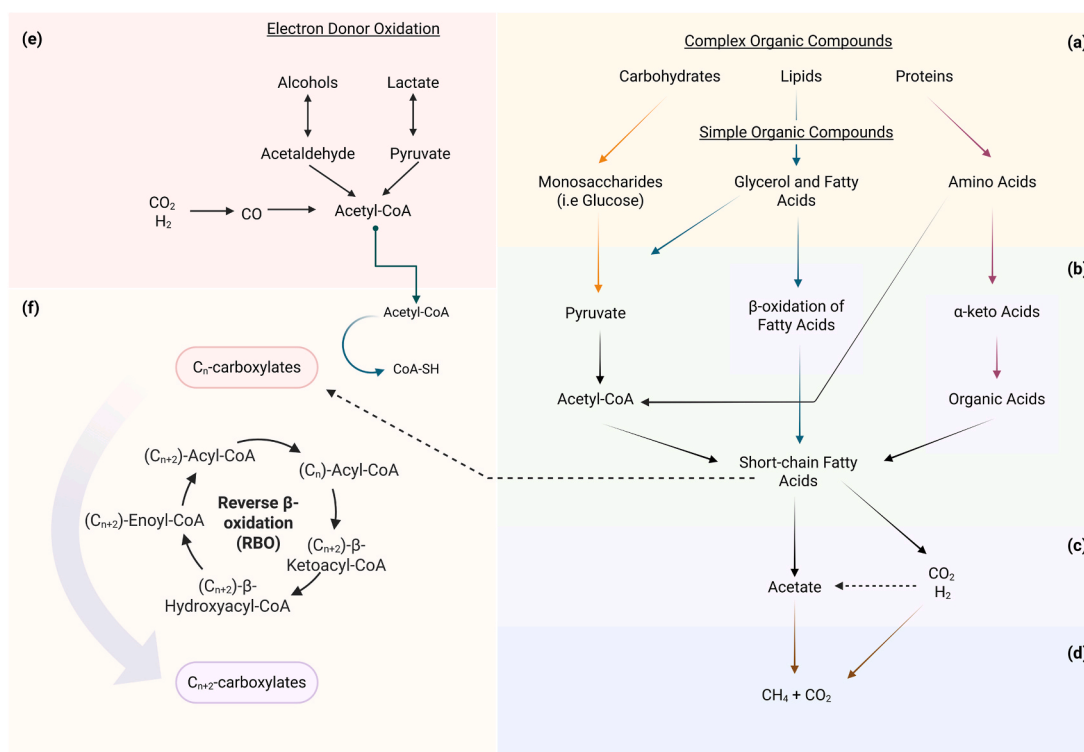 (e)
Electron Donor Oxidation
Alcohols
Lactate
Acetaldehyde
Pyruvate
CO₂
H₂
CO
Acetyl-CoA
(a)
Complex Organic Compounds
Carbohydrates
Lipids
Proteins
Simple Organic Compounds
Monosaccharides
(i.e Glucose)
Glycerol and Fatty
Acids
Amino Acids
(b)
Pyruvate
β-oxidation of
Fatty Acids
α-keto Acids
Acetyl-CoA
Organic Acids
Short-chain Fatty
Acids
(c)
Acetate
CO₂
H₂
(d)
CH₄ + CO₂
(f)
Acetyl-CoA
CoA-SH
Cₙ-carboxylates
(Cₙ₊₂)-Acyl-CoA
(Cₙ)-Acyl-CoA
(Cₙ₊₂)-Enoyl-CoA
Reverse β-
oxidation
(RBO)
(Cₙ₊₂)-β-
Ketoacyl-CoA
(Cₙ₊₂)-β-
Hydroxyacyl-CoA
Cₙ₊₂-carboxylates